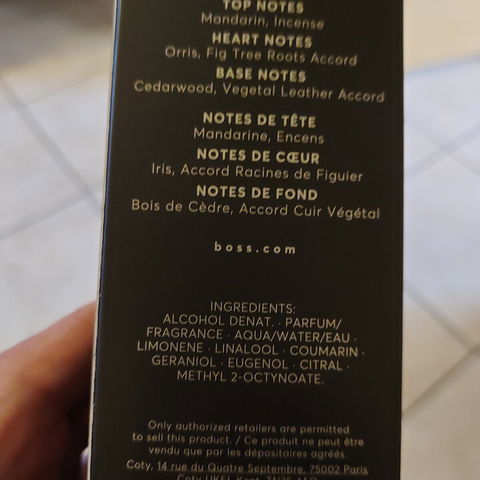 TOP NOTES
Mandarin, Incense
HEART NOTES
Orris, Fig Tree Roots Accord
BASE NOTES
Cedarwood, Vegetal Leather Accord
NOTES DE TÊTE
Mandarine, Encens
NOTES DE CŒUR
Iris, Accord Racines de Figuier
NOTES DE FOND
Bois de Cèdre, Accord Cuir Végétal
boss.com
INGREDIENTS:
ALCOHOL DENAT. · PARFUM/
FRAGRANCE · AQUA/WATER/EAU ·
LIMONENE · LINALOOL · COUMARIN ·
GERANIOL · EUGENOL · CITRAL ·
METHYL 2-OCTYNOATE.
Only authorized retailers are permitted
to sell this product. / Ce produit ne peut être
vendu que par les dépositaires agréés.
Coty, 14 rue du Quatre Septembre, 75002 Paris